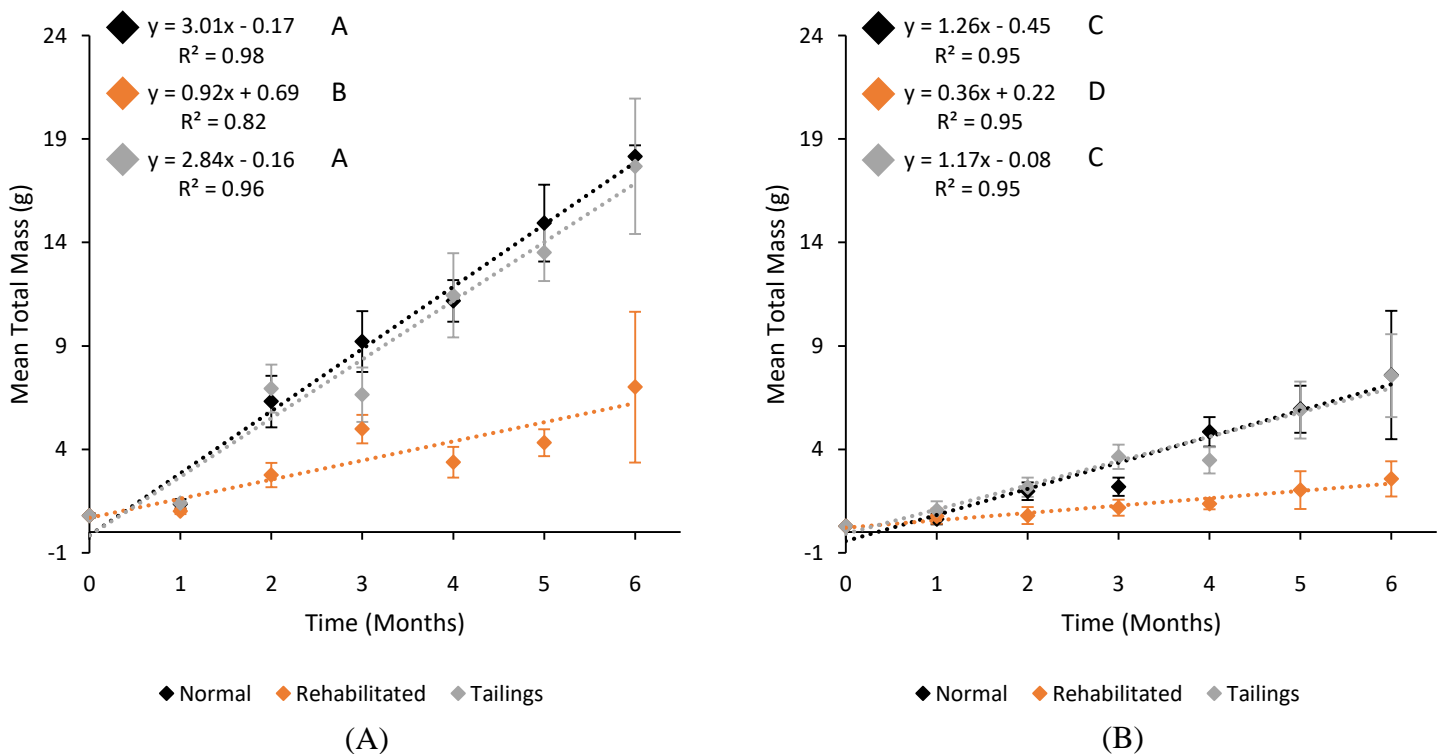 y = 3.01x - 0.17 A
R² = 0.98
y = 0.92x + 0.69 B
R² = 0.82
y = 2.84x - 0.16 A
R² = 0.96
Mean Total Mass (g)
24
19
14
9
4
-1
0 1 2 3 4 5 6
Time (Months)
Normal Rehabilitated Tailings
(A)
y = 1.26x - 0.45 C
R² = 0.95
y = 0.36x + 0.22 D
R² = 0.95
y = 1.17x - 0.08 C
R² = 0.95
Mean Total Mass (g)
24
19
14
9
4
-1
0 1 2 3 4 5 6
Time (Months)
Normal Rehabilitated Tailings
(B)